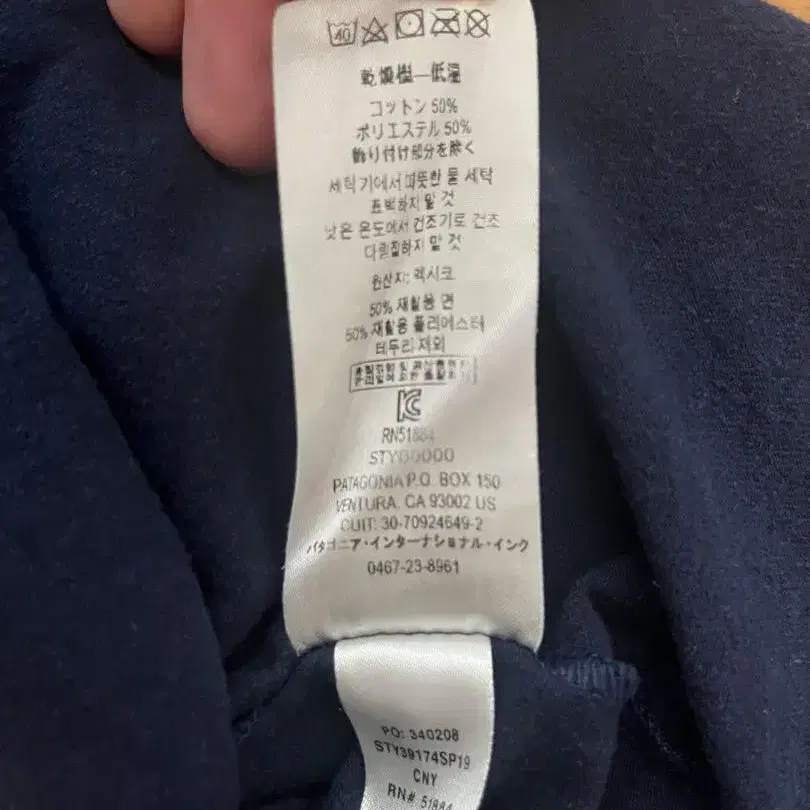 40
乾燥機—低温
コットン 50%
ポリエステル 50%
飾り付け部分を除く
세탁기에서 따뜻한 물 세탁
표백하지 말 것
낮은 온도에서 건조기로 건조
다림질하지 말 것
원산지: 멕시코
50% 재활용 면
50% 재활용 폴리에스터
테두리 제외
RN51884
STY00000
PATAGONIA P.O. BOX 150
VENTURA, CA 93002 US
CUIT: 30-70924649-2
パタゴニア・インターナショナル・インク
0467-23-8961
PO: 340208
STY39174SP19
CNY
RN# 51884